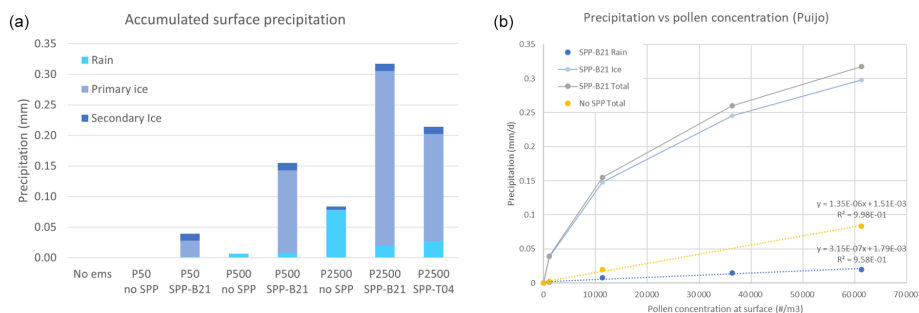 (a)
Accumulated surface precipitation
Precipitation (mm)
0.35
0.30
0.25
0.20
0.15
0.10
0.05
0.00
Rain
Primary ice
Secondary Ice
No ems P50 P50 P500 P500 P2500 P2500 P2500
no SPP SPP-B21 no SPP SPP-B21 no SPP SPP-B21 SPP-T04
(b)
Precipitation vs pollen concentration (Puijo)
Precipitation (mm/d)
0.35
0.3
0.25
0.2
0.15
0.1
0.05
0
SPP-B21 Rain
SPP-B21 Ice
SPP-B21 Total
No SPP Total
y = 1.35E-06x + 1.51E-03
R² = 9.98E-01
y = 3.15E-07x + 1.79E-03
R² = 9.58E-01
0 10000 20000 30000 40000 50000 60000 70000
Pollen concentration at surface (#/m3)